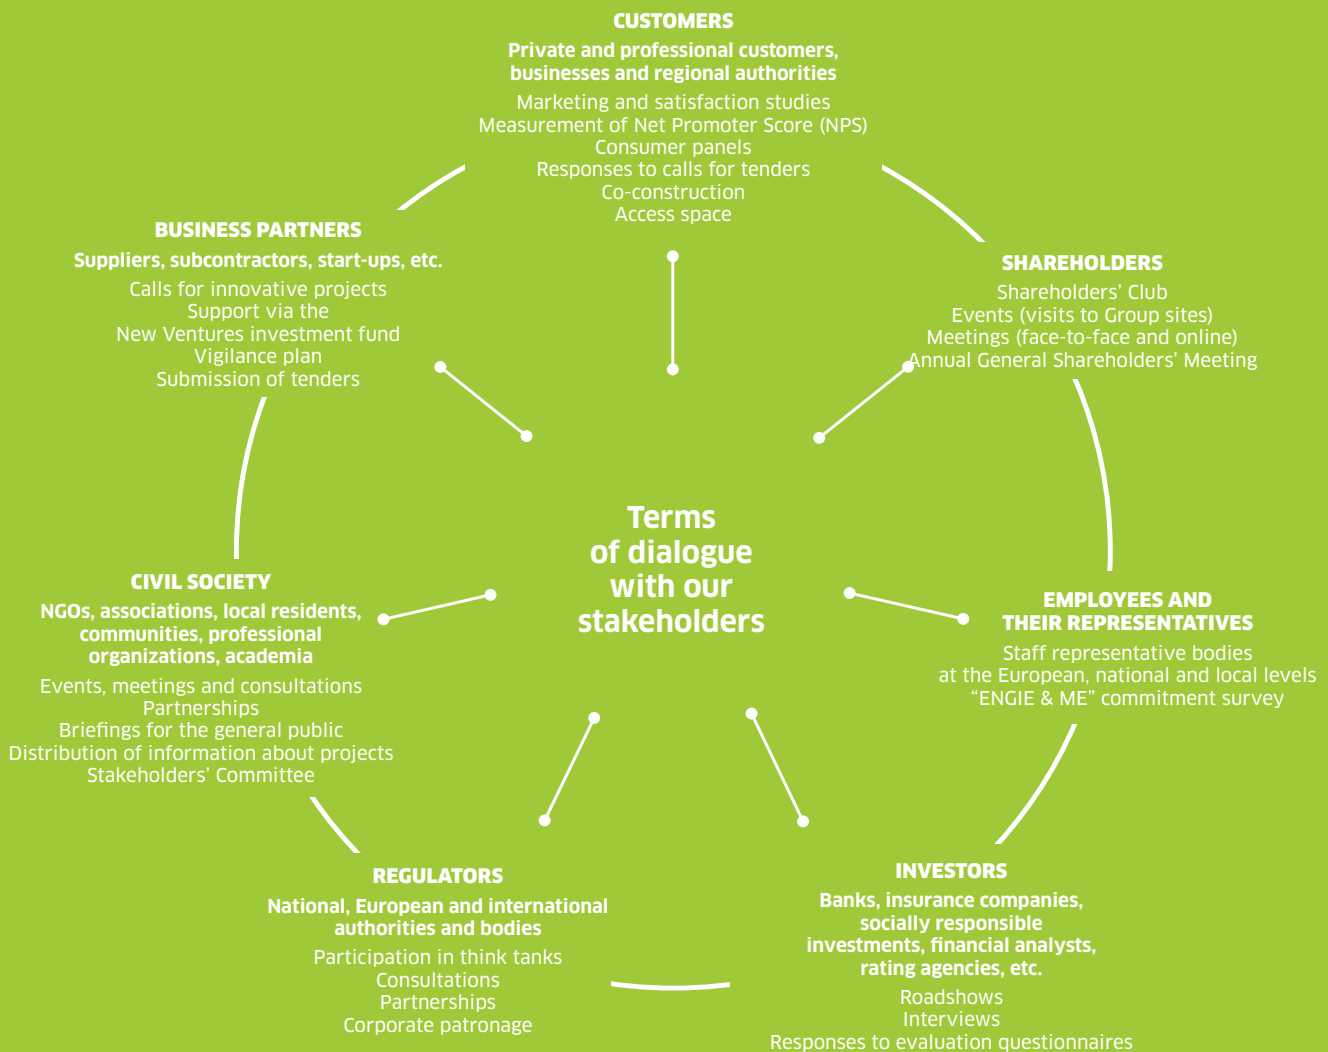 CUSTOMERS
Private and professional customers,
businesses and regional authorities
Marketing and satisfaction studies
Measurement of Net Promoter Score (NPS)
Consumer panels
Responses to calls for tenders
Co-construction
Access space
BUSINESS PARTNERS
Suppliers, subcontractors, start-ups, etc.
Calls for innovative projects
Support via the
New Ventures investment fund
Vigilance plan
Submission of tenders
SHAREHOLDERS
Shareholders’ Club
Events (visits to Group sites)
Meetings (face-to-face and online)
Annual General Shareholders’ Meeting
Terms
of dialogue
with our
stakeholders
CIVIL SOCIETY
NGOs, associations, local residents,
communities, professional
organizations, academia
Events, meetings and consultations
Partnerships
Briefings for the general public
Distribution of information about projects
Stakeholders’ Committee
EMPLOYEES AND
THEIR REPRESENTATIVES
Staff representative bodies
at the European, national and local levels
“ENGIE & ME” commitment survey
REGULATORS
National, European and international
authorities and bodies
Participation in think tanks
Consultations
Partnerships
Corporate patronage
INVESTORS
Banks, insurance companies,
socially responsible
investments, financial analysts,
rating agencies, etc.
Roadshows
Interviews
Responses to evaluation questionnaires